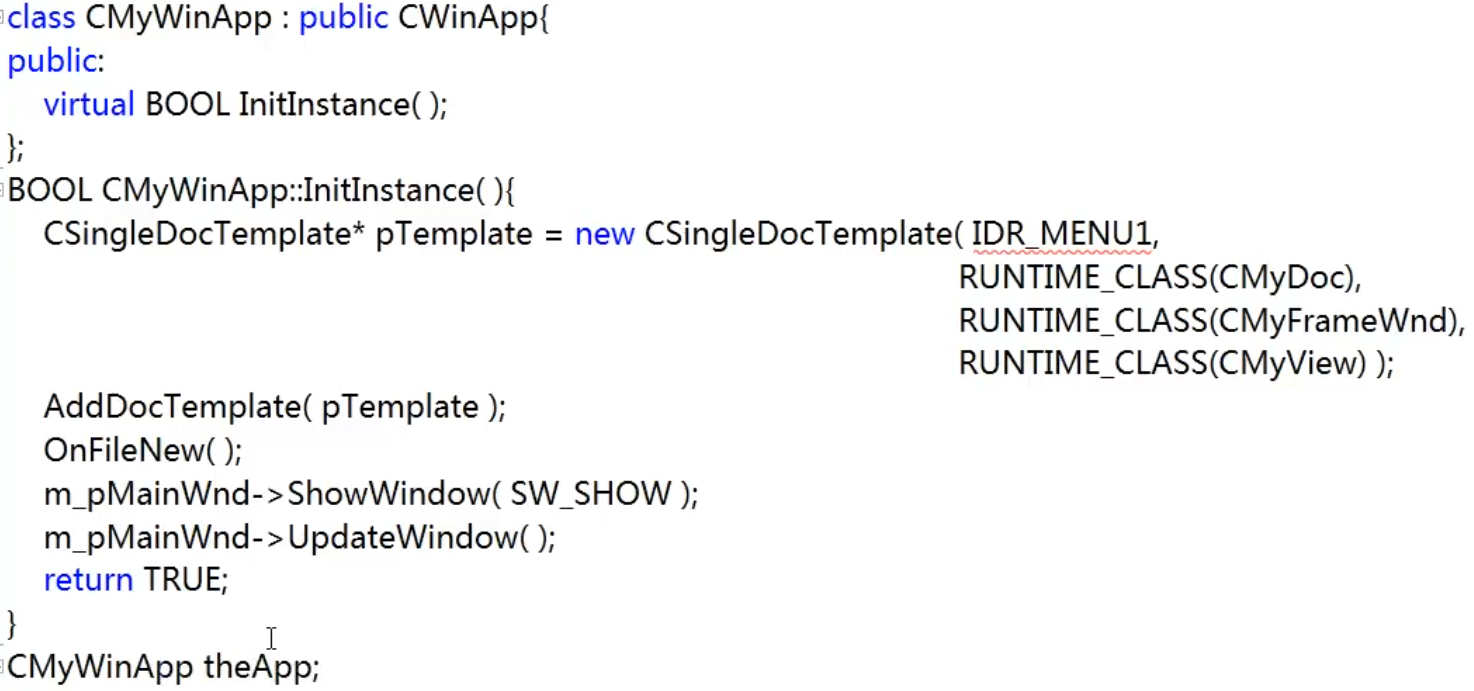 class CMyWinApp : public CWinApp{
public:
    virtual BOOL InitInstance( );
};
BOOL CMyWinApp::InitInstance( ){
    CSingleDocTemplate* pTemplate = new CSingleDocTemplate( IDR_MENU1,
                                                            RUNTIME_CLASS(CMyDoc),
                                                            RUNTIME_CLASS(CMyFrameWnd),
                                                            RUNTIME_CLASS(CMyView) );
    AddDocTemplate( pTemplate );
    OnFileNew( );
    m_pMainWnd->ShowWindow( SW_SHOW );
    m_pMainWnd->UpdateWindow( );
    return TRUE;
}
CMyWinApp theApp;